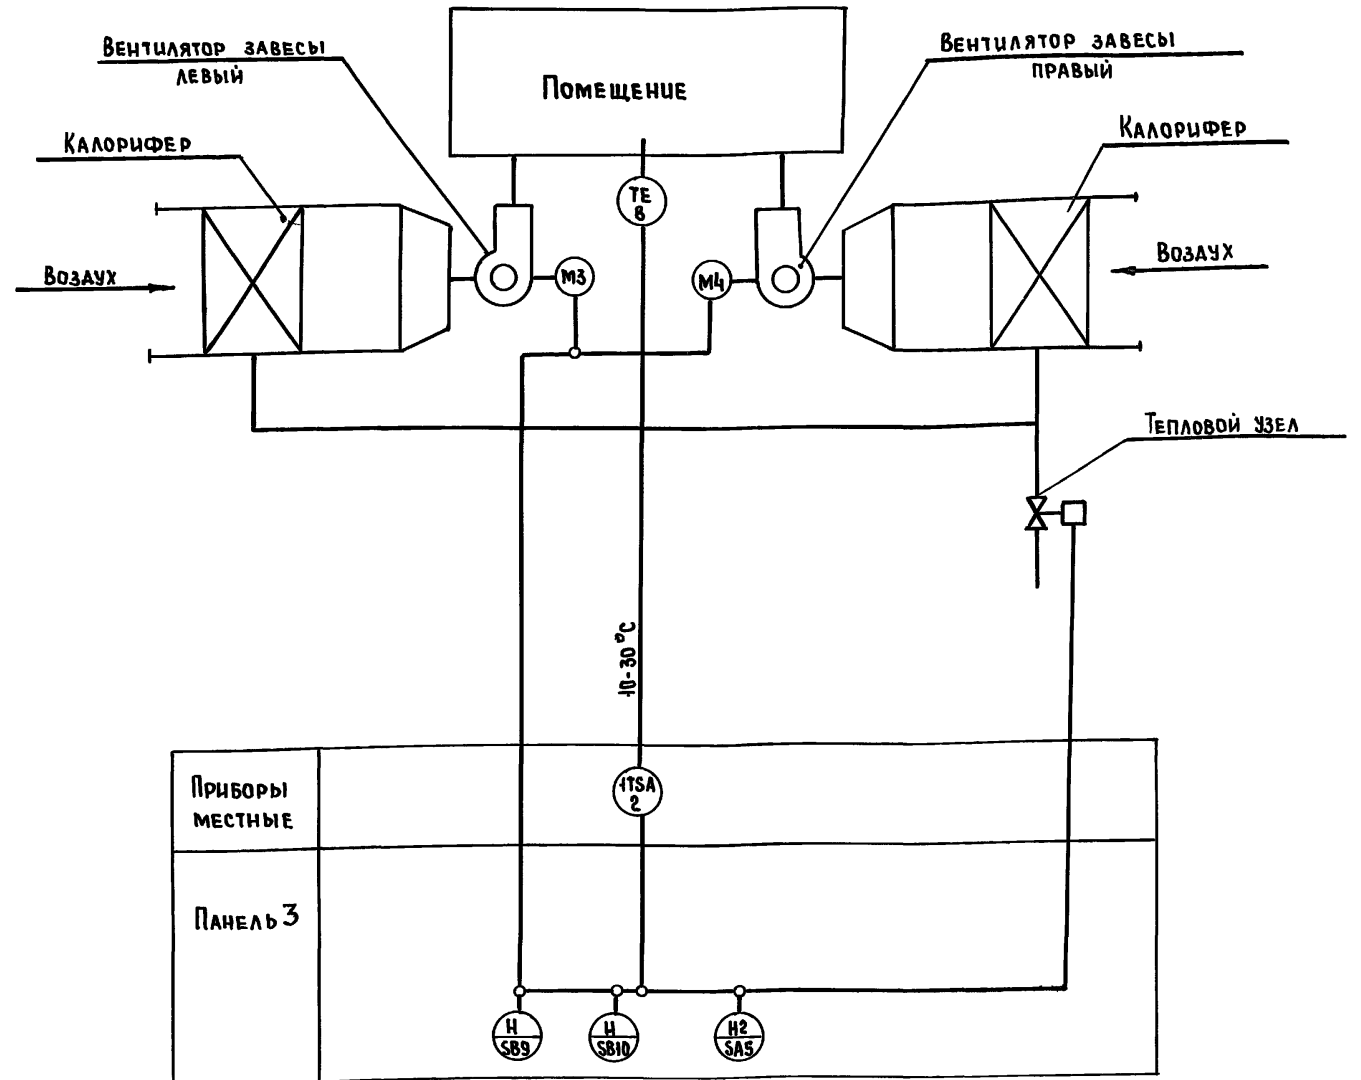 Вентилятор завесы
левый
Помещение
Вентилятор завесы
правый
Калорифер
Калорифер
TE
8
Воздух
M3
M4
Воздух
Тепловой узел
10-30°C
1TSA
2
Приборы
местные
Панель 3
H
SB9
H
SB10
H2
SA5